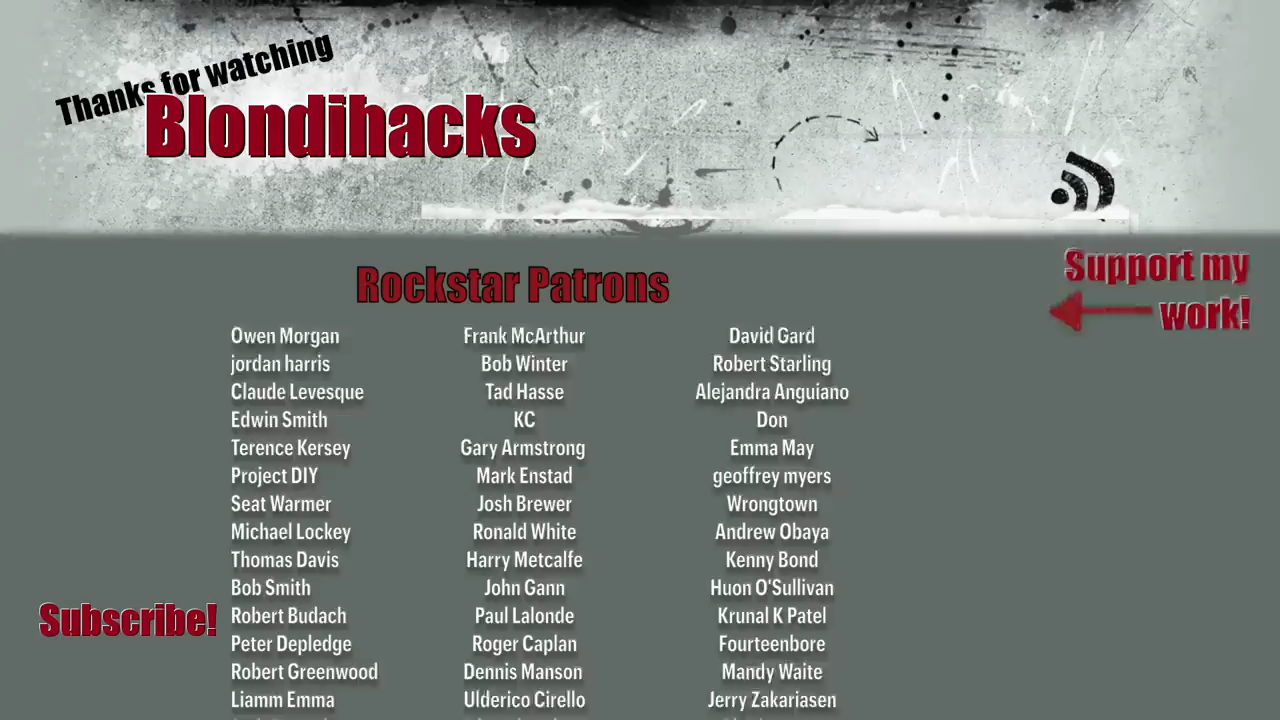 Thanks for watching
Blondihacks
Support my
work!
Rockstar Patrons
Owen Morgan Frank McArthur David Gard
jordan harris Bob Winter Robert Starling
Claude Levesque Tad Hasse Alejandra Anguiano
Edwin Smith KC Don
Terence Kersey Gary Armstrong Emma May
Project DIY Mark Enstad geoffrey myers
Seat Warmer Josh Brewer Wrongtown
Michael Lockey Ronald White Andrew Obaya
Thomas Davis Harry Metcalfe Kenny Bond
Bob Smith John Gann Huon O'Sullivan
Subscribe! Robert Budach Paul Lalonde Krunal K Patel
Peter Depledge Roger Caplan Fourteenbore
Robert Greenwood Dennis Manson Mandy Waite
Liamm Emma Ulderico Cirello Jerry Zakariasen